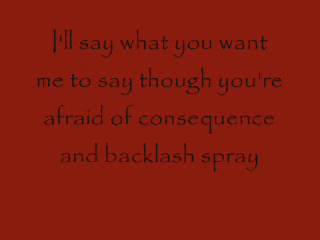 I'll say what you want
me to say though you're
afraid of consequence
and backlash spray